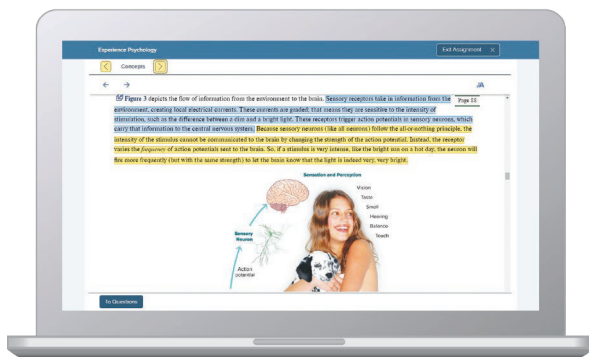 Experience Psychology
Exit Assignment ×
Concepts
Figure 3 depicts the flow of information from the environment to the brain. Sensory receptors take in information from the
Page 88
environment, creating local electrical currents. These currents are graded; that means they are sensitive to the intensity of
stimulation, such as the difference between a dim and a bright light. These receptors trigger action potentials in sensory neurons, which
carry that information to the central nervous system. Because sensory neurons (like all neurons) follow the all-or-nothing principle, the
intensity of the stimulus cannot be communicated to the brain by changing the strength of the action potential. Instead, the receptor
varies the frequency of action potentials sent to the brain. So, if a stimulus is very intense, like the bright sun on a hot day, the neuron will
fire more frequently (but with the same strength) to let the brain know that the light is indeed very, very bright.
Sensation and Perception
Vision
Taste
Smell
Hearing
Balance
Touch
Sensory
Neuron
Action
potential
To Questions